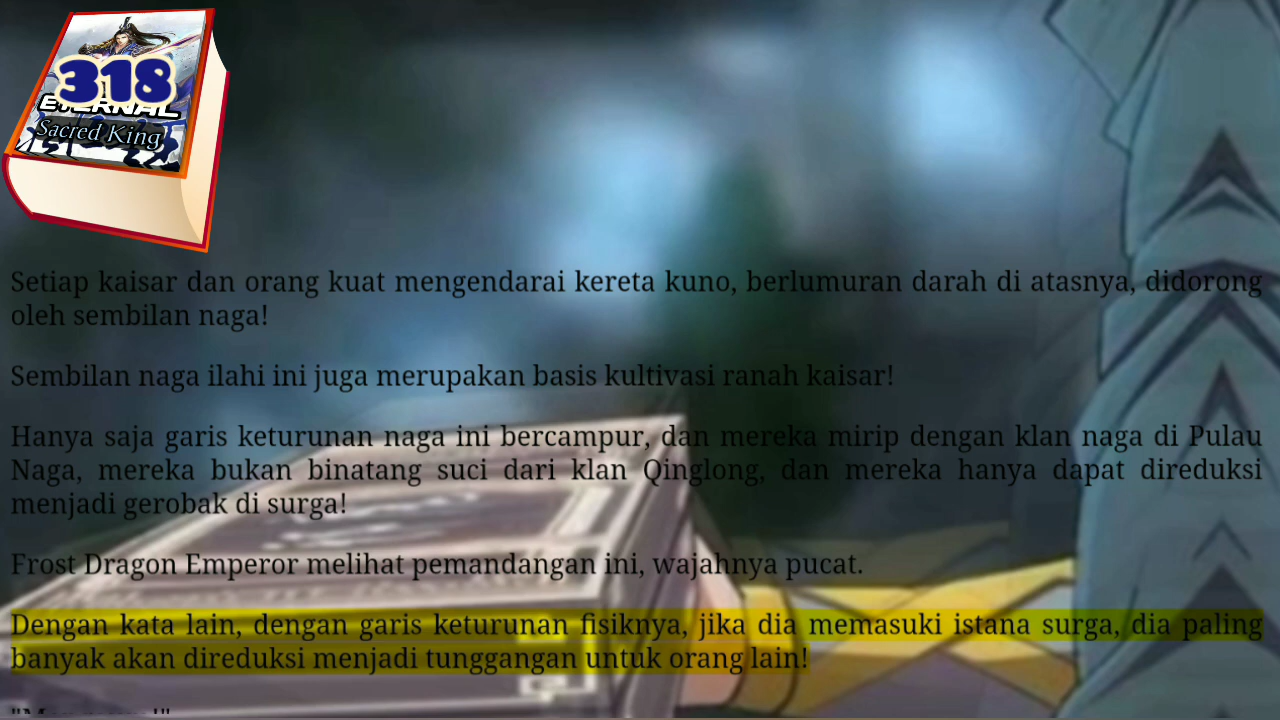 318
ETERNAL
Sacred King
Setiap kaisar dan orang kuat mengendarai kereta kuno, berlumuran darah di atasnya, didorong
oleh sembilan naga!
Sembilan naga ilahi ini juga merupakan basis kultivasi ranah kaisar!
Hanya saja garis keturunan naga ini bercampur, dan mereka mirip dengan klan naga di Pulau
Naga, mereka bukan binatang suci dari klan Qinglong, dan mereka hanya dapat direduksi
menjadi gerobak di surga!
Frost Dragon Emperor melihat pemandangan ini, wajahnya pucat.
Dengan kata lain, dengan garis keturunan fisiknya, jika dia memasuki istana surga, dia paling
banyak akan direduksi menjadi tunggangan untuk orang lain!